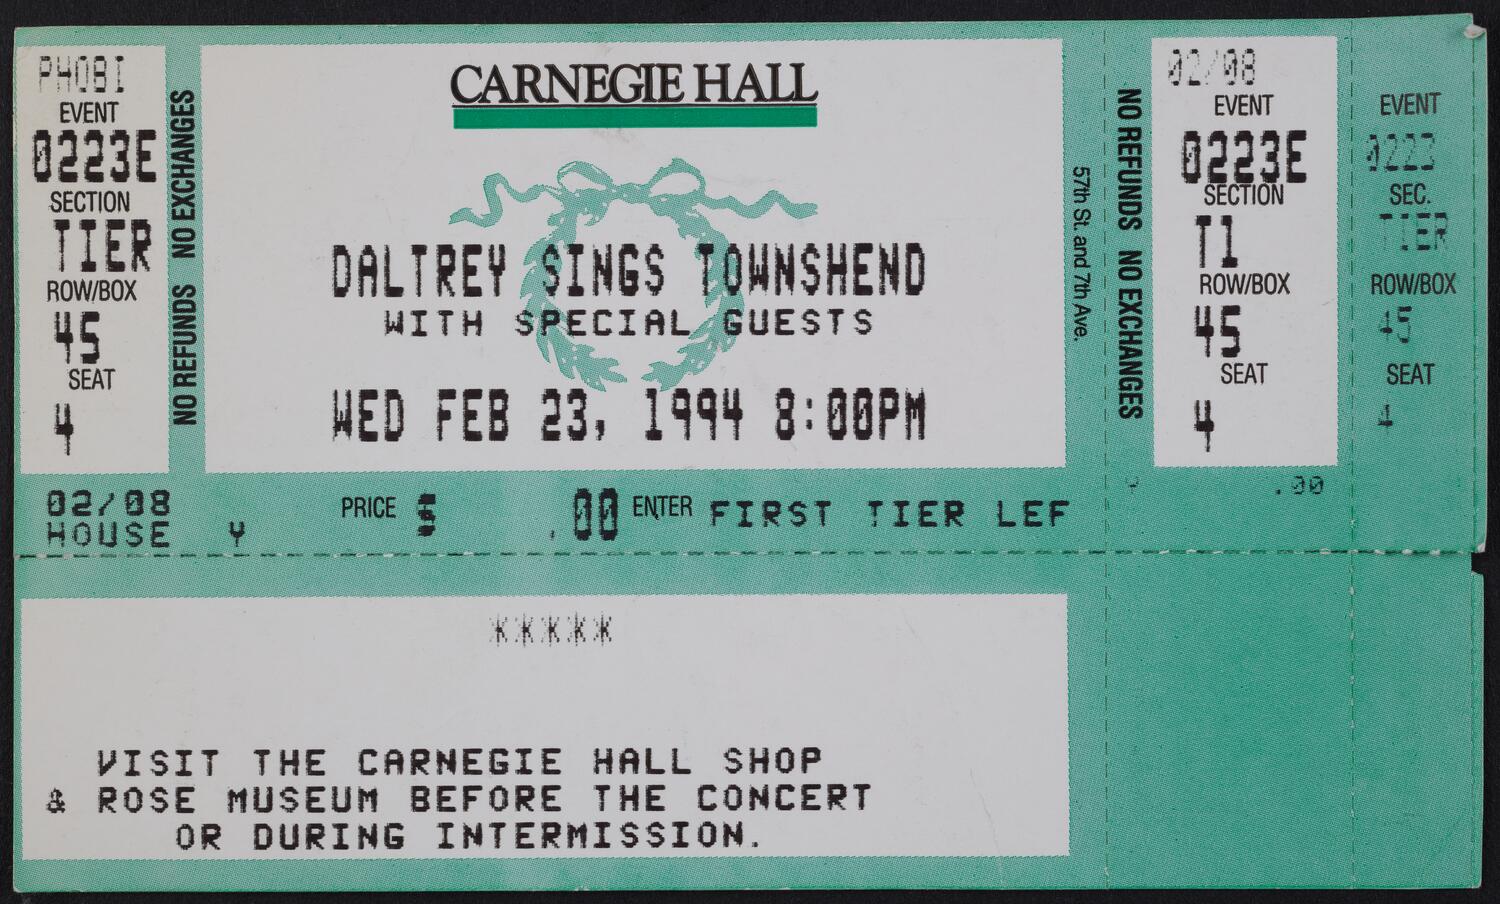 PHOBI
EVENT
0223E
SECTION
TIER
ROW/BOX
45
SEAT
4
NO REFUNDS NO EXCHANGES
CARNEGIE HALL
DALTREY SINGS TOWNSHEND
WITH SPECIAL GUESTS
WED FEB 23, 1994 8:00PM
57th St. and 7th Ave.
NO REFUNDS NO EXCHANGES
02/08
EVENT
0223E
SECTION
T1
ROW/BOX
45
SEAT
4
EVENT
0223
SEC.
TIER
ROW/BOX
45
SEAT
4
02/08
HOUSE Y
PRICE $ .00 ENTER FIRST TIER LEF
Y .00
*****
VISIT THE CARNEGIE HALL SHOP
& ROSE MUSEUM BEFORE THE CONCERT
OR DURING INTERMISSION.